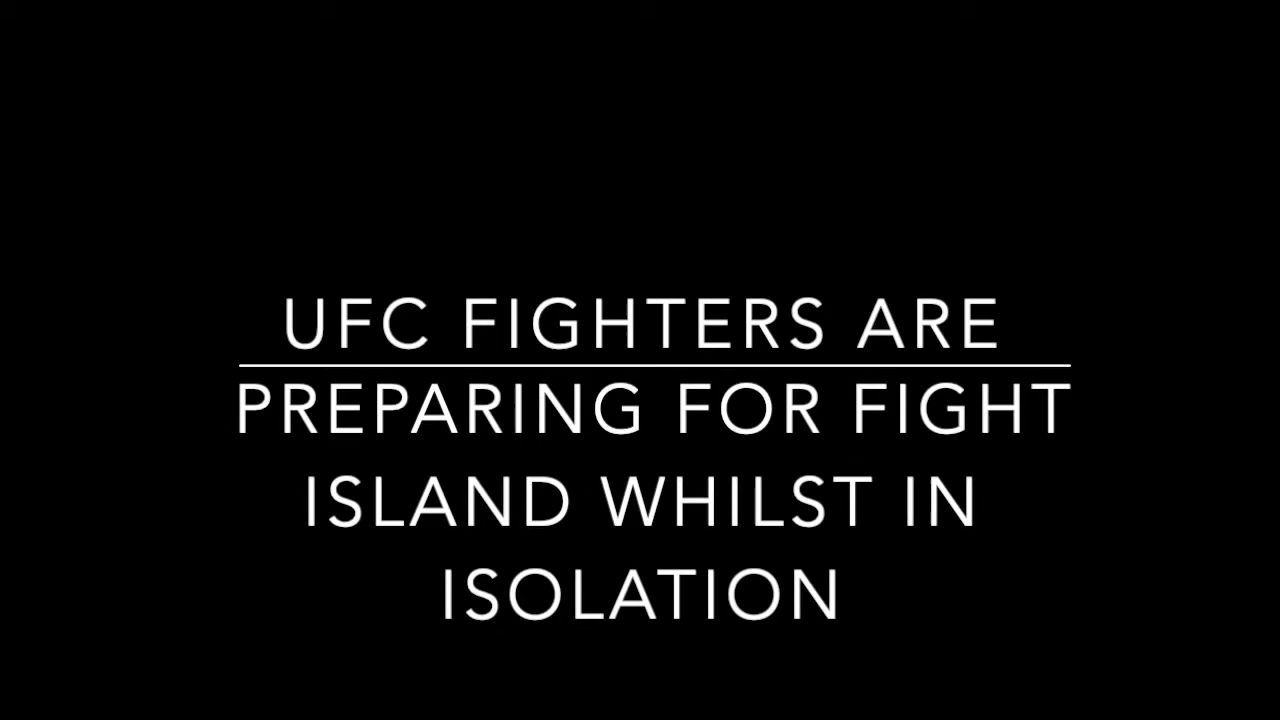 UFC FIGHTERS ARE
PREPARING FOR FIGHT
ISLAND WHILST IN
ISOLATION